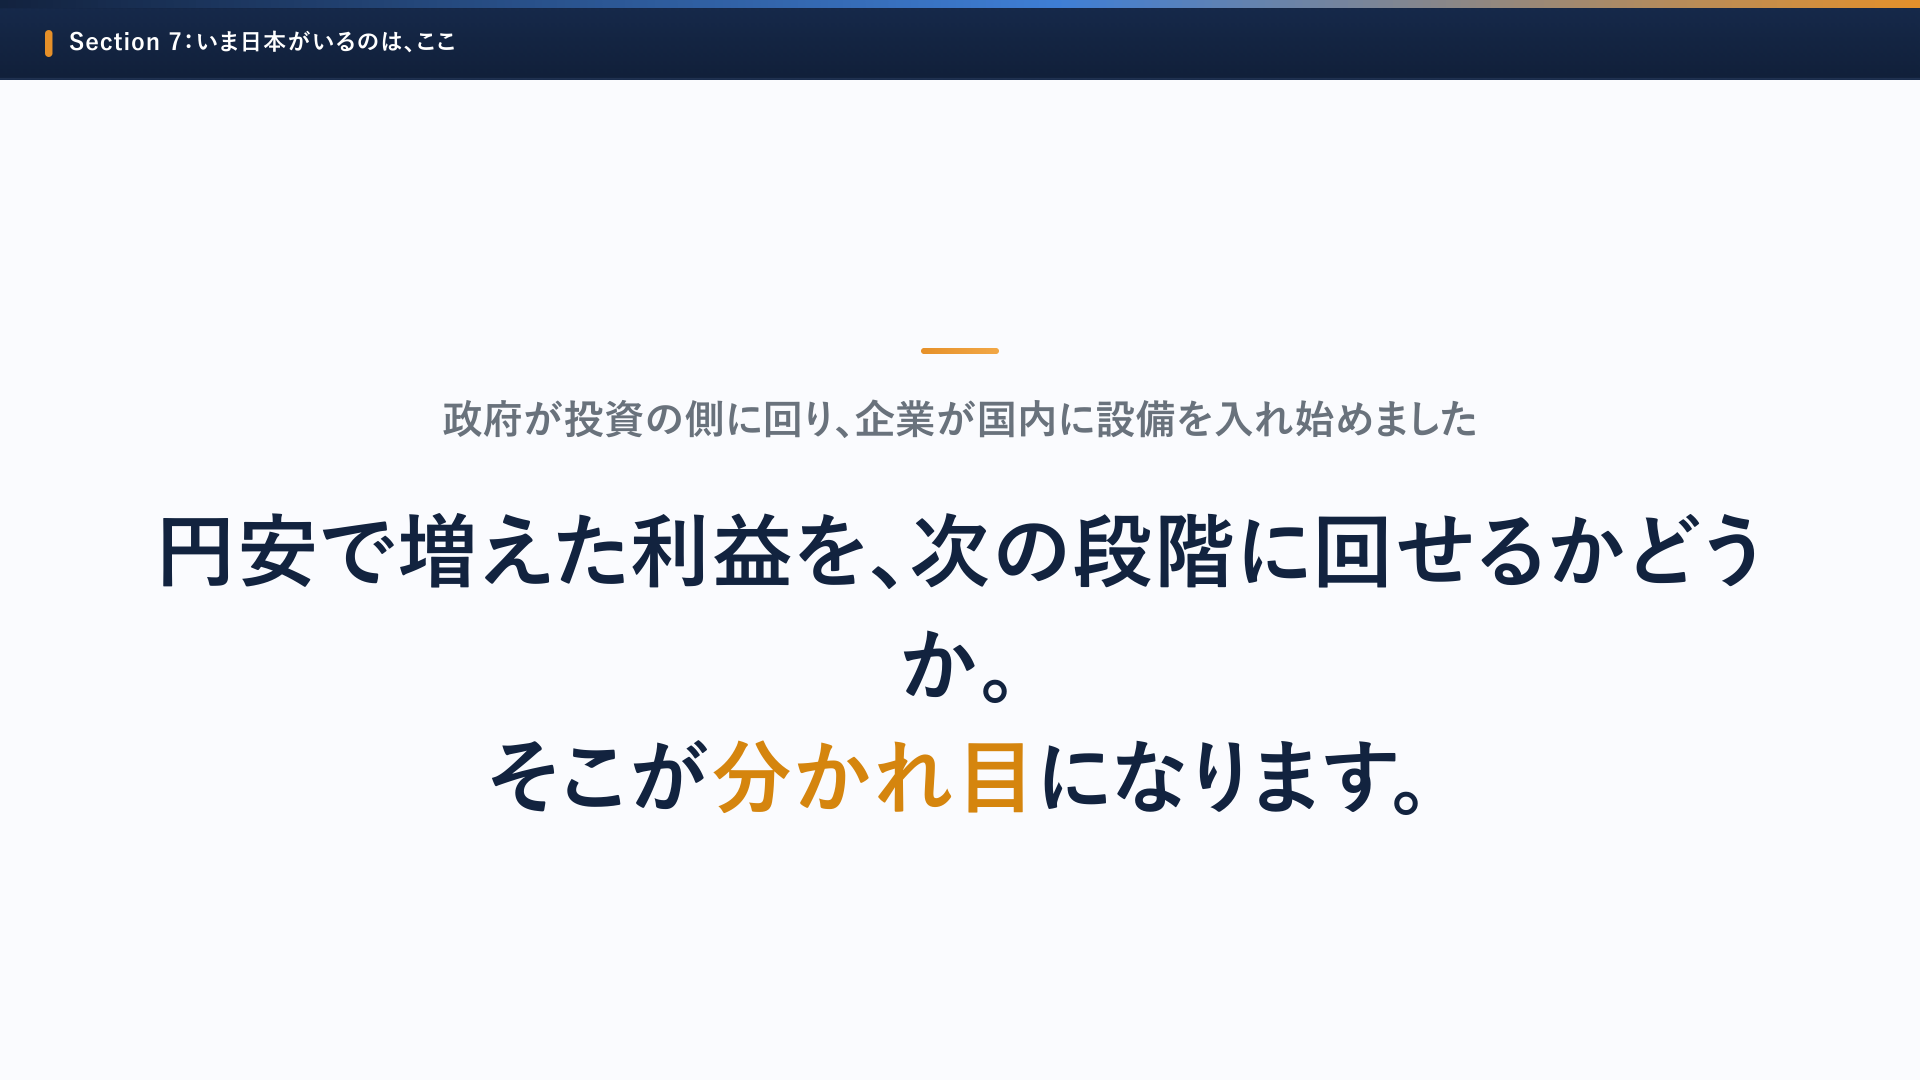 Section 7：いま日本がいるのは、ここ
政府が投資の側に回り、企業が国内に設備を入れ始めました
円安で増えた利益を、次の段階に回せるかどう
か。
そこが分かれ目になります。